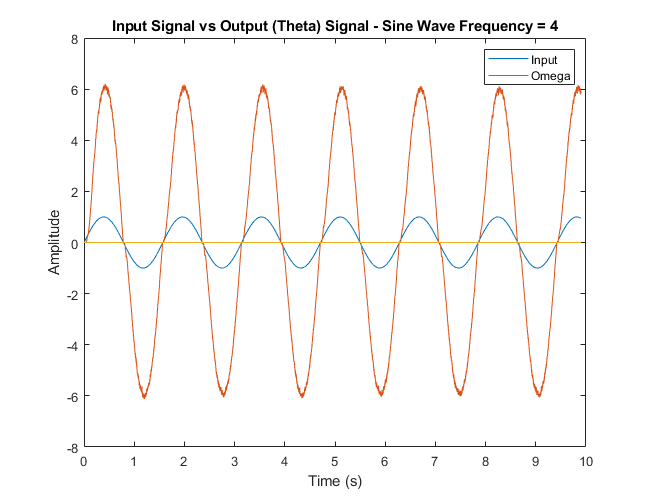 Input Signal vs Output (Theta) Signal - Sine Wave Frequency = 4
Input
Omega
Amplitude
8
6
4
2
0
-2
-4
-6
-8
0 1 2 3 4 5 6 7 8 9 10
Time (s)